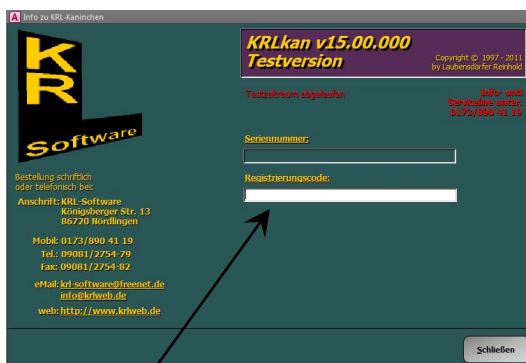 Info zu KRL-Kaninchen
KR
Software
Bestellung schriftlich
oder telefonisch bei:
Anschrift: KRL-Software
Königsberger Str. 13
86720 Nördlingen
Mobil: 0173/890 41 19
Tel.: 09081/2754-79
Fax: 09081/2754-82
eMail: krl-software@freenet.de
info@krlweb.de
web: http://www.krlweb.de
KRLkan v15.00.000
Testversion
Copyright © 1997 - 2011
by Laubensdörfer Reinhold
Testzeitraum abgelaufen
Info- und
Serviceline unter:
0173/890 41 19
Seriennummer:
Registrierungscode:
Schließen